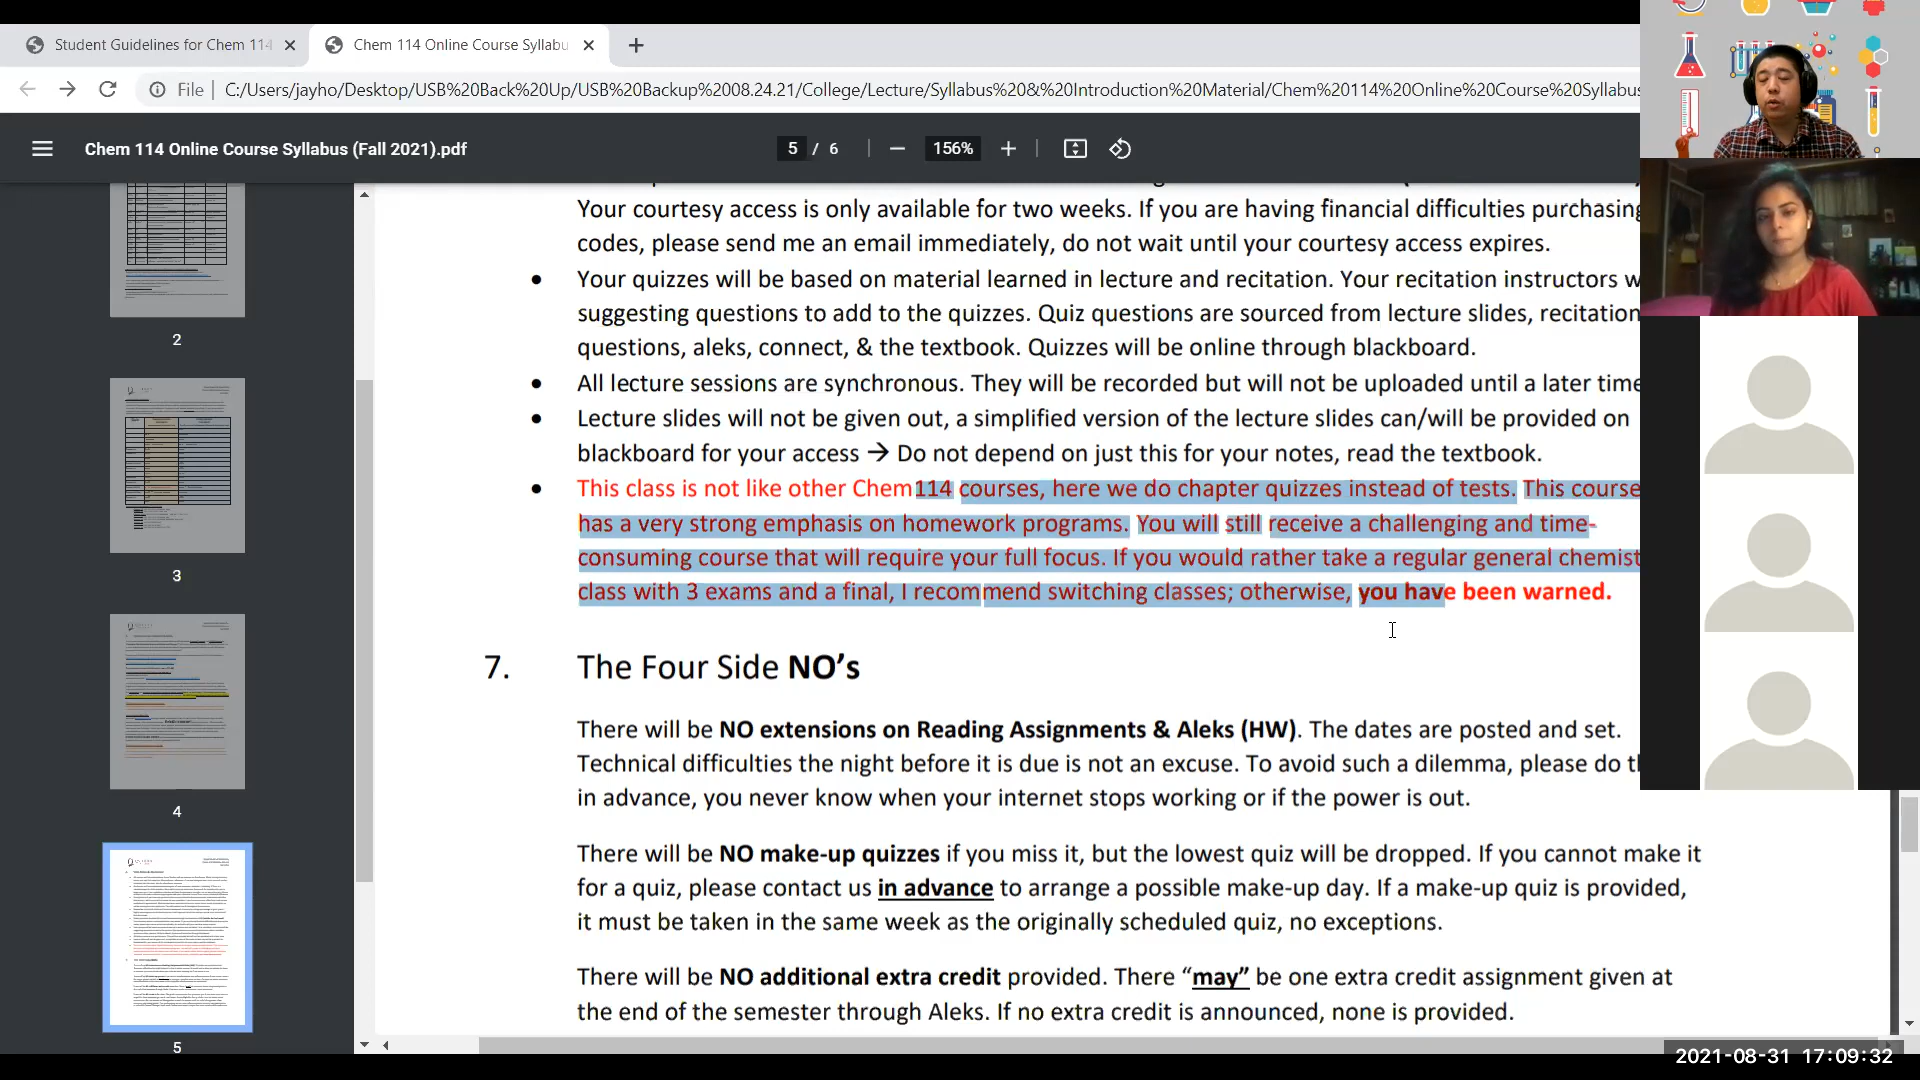 Student Guidelines for Chem 114
Chem 114 Online Course Syllabu
File C:/Users/jayho/Desktop/USB%20Back%20Up/USB%20Backup%2008.24.21/College/Lecture/Syllabus%20&%20Introduction%20Material/Chem%20114%20Online%20Course%20Syllabus
Chem 114 Online Course Syllabus (Fall 2021).pdf
5 / 6
156%
2
3
4
5
Your courtesy access is only available for two weeks. If you are having financial difficulties purchasing
codes, please send me an email immediately, do not wait until your courtesy access expires.
• Your quizzes will be based on material learned in lecture and recitation. Your recitation instructors w
suggesting questions to add to the quizzes. Quiz questions are sourced from lecture slides, recitation
questions, aleks, connect, & the textbook. Quizzes will be online through blackboard.
• All lecture sessions are synchronous. They will be recorded but will not be uploaded until a later time
• Lecture slides will not be given out, a simplified version of the lecture slides can/will be provided on
blackboard for your access → Do not depend on just this for your notes, read the textbook.
• This class is not like other Chem114 courses, here we do chapter quizzes instead of tests. This course
has a very strong emphasis on homework programs. You will still receive a challenging and time-
consuming course that will require your full focus. If you would rather take a regular general chemist
class with 3 exams and a final, I recommend switching classes; otherwise, you have been warned.
7. The Four Side NO’s
There will be NO extensions on Reading Assignments & Aleks (HW). The dates are posted and set.
Technical difficulties the night before it is due is not an excuse. To avoid such a dilemma, please do th
in advance, you never know when your internet stops working or if the power is out.
There will be NO make-up quizzes if you miss it, but the lowest quiz will be dropped. If you cannot make it
for a quiz, please contact us in advance to arrange a possible make-up day. If a make-up quiz is provided,
it must be taken in the same week as the originally scheduled quiz, no exceptions.
There will be NO additional extra credit provided. There “may” be one extra credit assignment given at
the end of the semester through Aleks. If no extra credit is announced, none is provided.
2021-08-31 17:09:32